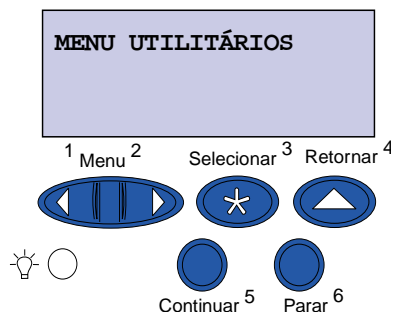 MENU UTILITÁRIOS
1 Menu 2
Selecionar 3
Retornar 4
Continuar 5
Parar 6